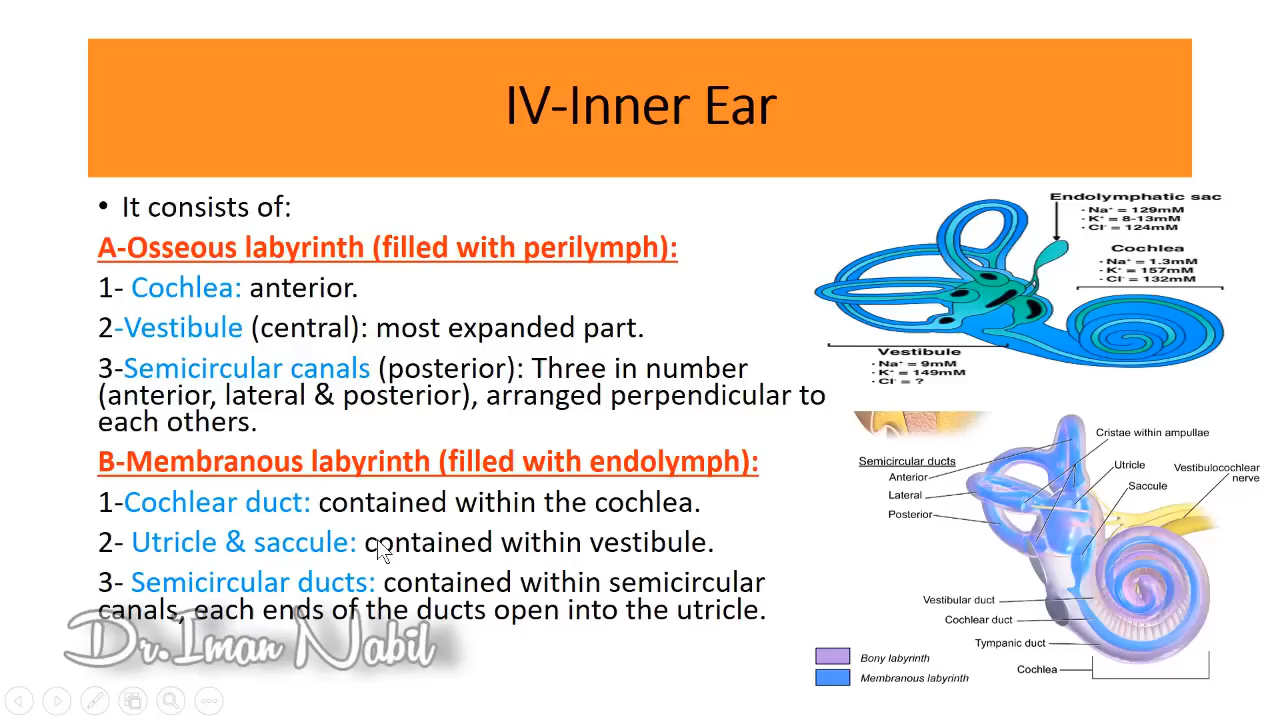 IV-Inner Ear
• It consists of:
A-Osseous labyrinth (filled with perilymph):
1- Cochlea: anterior.
2-Vestibule (central): most expanded part.
3-Semicircular canals (posterior): Three in number
(anterior, lateral & posterior), arranged perpendicular to
each others.
B-Membranous labyrinth (filled with endolymph):
1-Cochlear duct: contained within the cochlea.
2- Utricle & saccule: contained within vestibule.
3- Semicircular ducts: contained within semicircular
canals, each ends of the ducts open into the utricle.
Dr.Iman Nabil
Endolymphatic sac
- Na⁺ = 129mM
- K⁺ = 8-13mM
- Cl⁻ = 124mM
Cochlea
- Na⁺ = 1.3mM
- K⁺ = 157mM
- Cl⁻ = 132mM
Vestibule
- Na⁺ = 9mM
- K⁺ = 149mM
- Cl⁻ = ?
Semicircular ducts
Anterior
Lateral
Posterior
Cristae within ampullae
Utricle
Saccule
Vestibulocochlear
nerve
Vestibular duct
Cochlear duct
Tympanic duct
Cochlea
Bony labyrinth
Membranous labyrinth